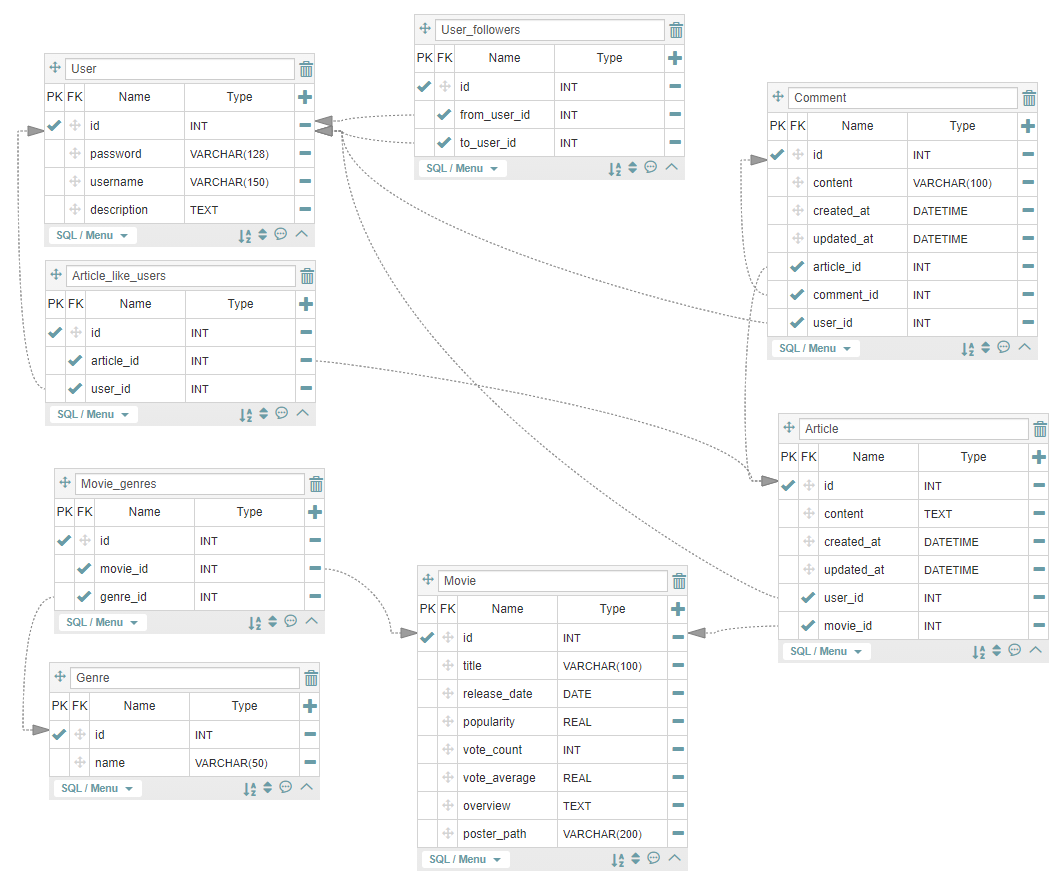 User
PK FK Name Type
id INT
password VARCHAR(128)
username VARCHAR(150)
description TEXT
SQL / Menu
User_followers
PK FK Name Type
id INT
from_user_id INT
to_user_id INT
SQL / Menu
Comment
PK FK Name Type
id INT
content VARCHAR(100)
created_at DATETIME
updated_at DATETIME
article_id INT
comment_id INT
user_id INT
SQL / Menu
Article_like_users
PK FK Name Type
id INT
article_id INT
user_id INT
SQL / Menu
Article
PK FK Name Type
id INT
content TEXT
created_at DATETIME
updated_at DATETIME
user_id INT
movie_id INT
SQL / Menu
Movie_genres
PK FK Name Type
id INT
movie_id INT
genre_id INT
SQL / Menu
Movie
PK FK Name Type
id INT
title VARCHAR(100)
release_date DATE
popularity REAL
vote_count INT
vote_average REAL
overview TEXT
poster_path VARCHAR(200)
SQL / Menu
Genre
PK FK Name Type
id INT
name VARCHAR(50)
SQL / Menu